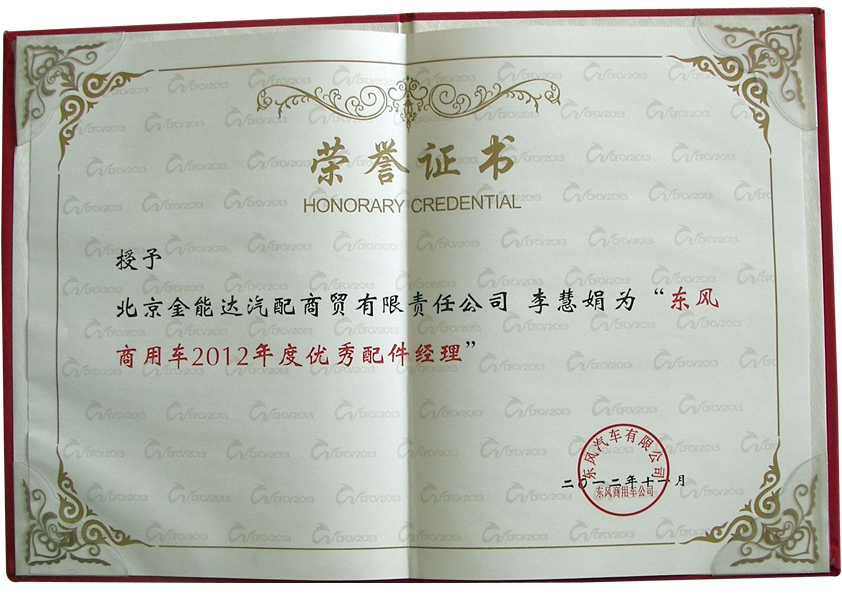 荣誉证书
HONORARY CREDENTIAL
授予
北京金能达汽配商贸有限责任公司 李慧娟为“东风
商用车2012年度优秀配件经理”
东风汽车有限公司
二〇一二年十一月
东风商用车公司